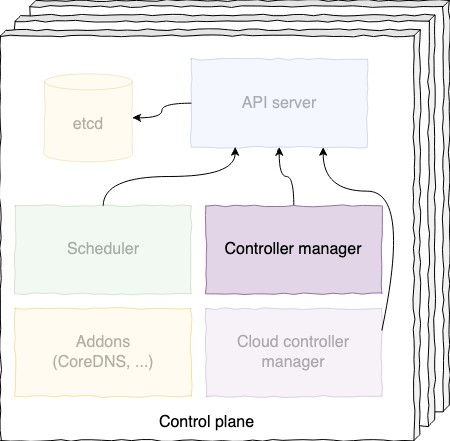 API server
etcd
Scheduler
Controller manager
Addons
(CoreDNS, ...)
Cloud controller
manager
Control plane